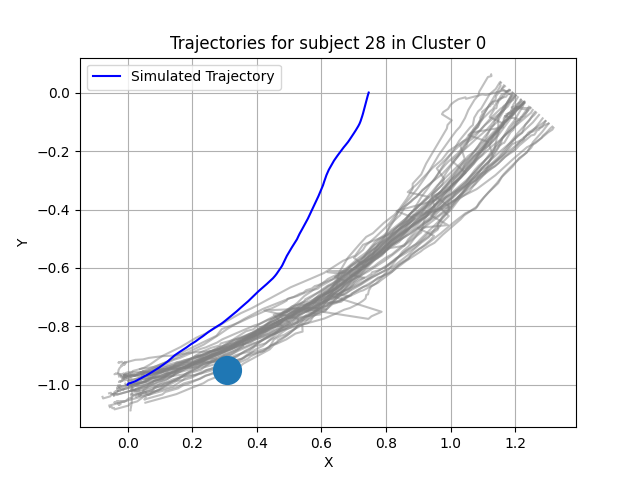 Trajectories for subject 28 in Cluster 0
Simulated Trajectory
Y
0.0
−0.2
−0.4
−0.6
−0.8
−1.0
0.0 0.2 0.4 0.6 0.8 1.0 1.2
X